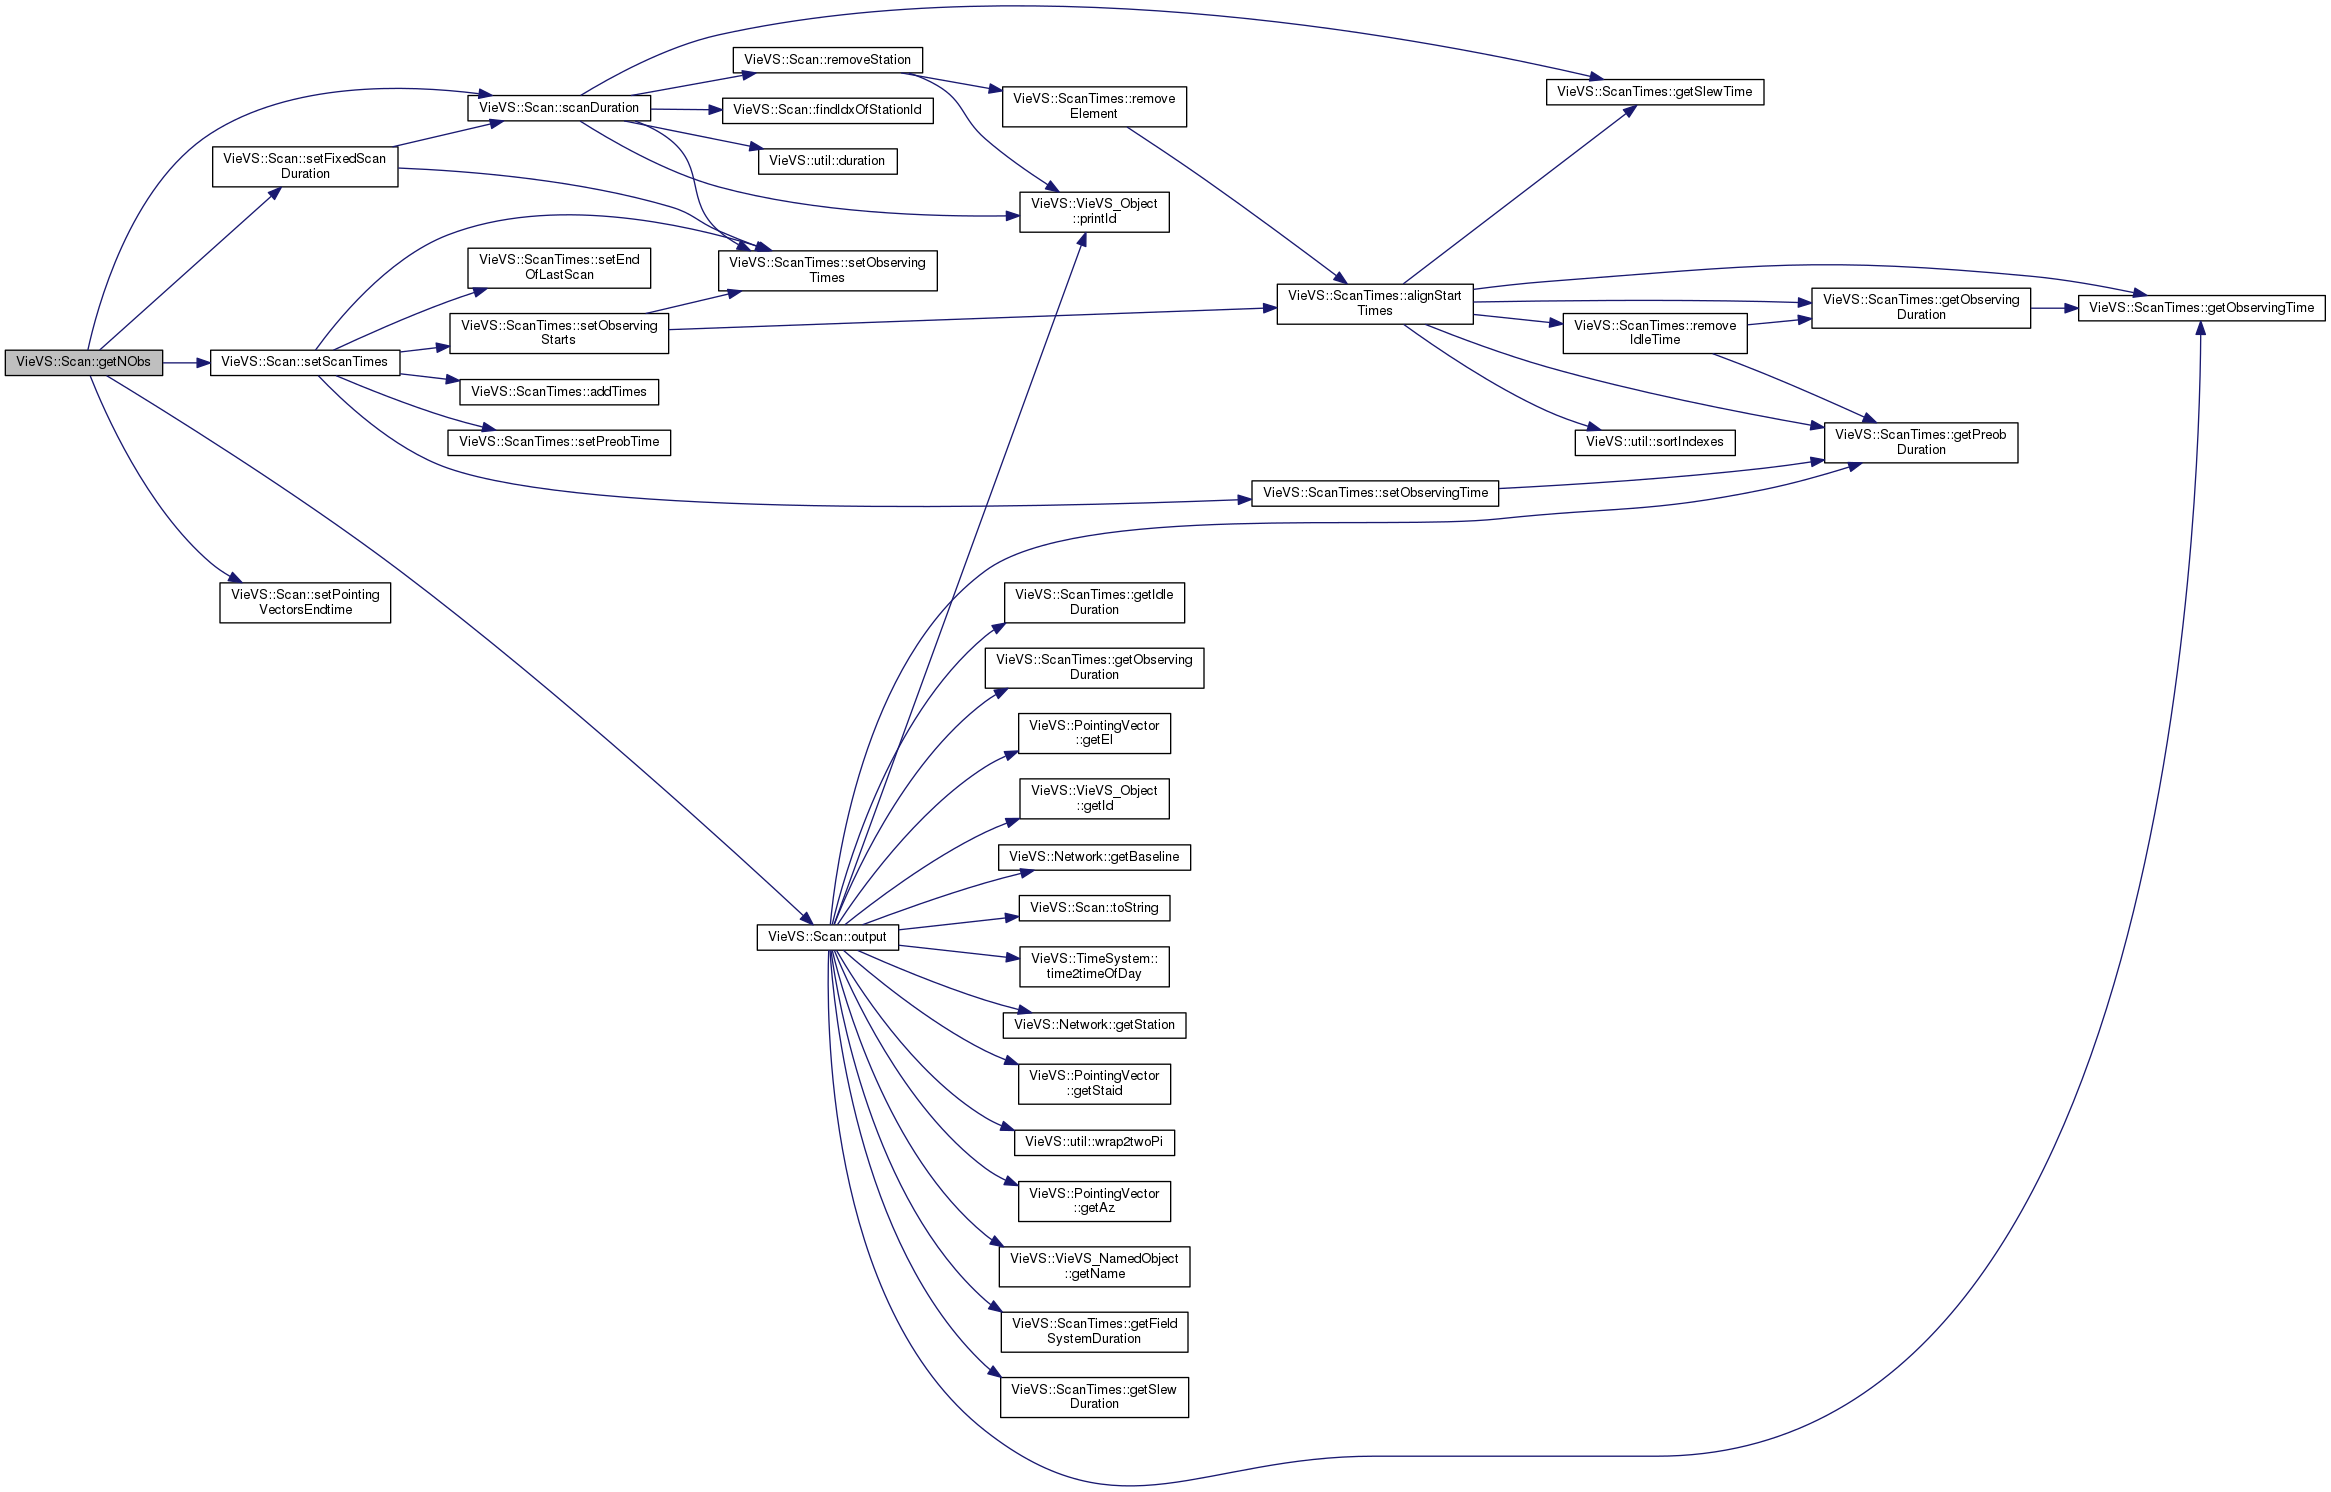 VieVS::Scan::getNObs
VieVS::Scan::scanDuration
VieVS::Scan::setFixedScan
Duration
VieVS::Scan::setScanTimes
VieVS::Scan::setPointing
VectorsEndtime
VieVS::ScanTimes::setEnd
OfLastScan
VieVS::ScanTimes::setObserving
Starts
VieVS::ScanTimes::addTimes
VieVS::ScanTimes::setPreobTime
VieVS::Scan::removeStation
VieVS::Scan::findIdxOfStationId
VieVS::util::duration
VieVS::ScanTimes::setObserving
Times
VieVS::Scan::output
VieVS::ScanTimes::remove
Element
VieVS::VieVS_Object
::printId
VieVS::ScanTimes::getIdle
Duration
VieVS::ScanTimes::getObserving
Duration
VieVS::PointingVector
::getEl
VieVS::VieVS_Object
::getId
VieVS::Network::getBaseline
VieVS::Scan::toString
VieVS::TimeSystem::
time2timeOfDay
VieVS::Network::getStation
VieVS::PointingVector
::getStaid
VieVS::util::wrap2twoPi
VieVS::PointingVector
::getAz
VieVS::VieVS_NamedObject
::getName
VieVS::ScanTimes::getField
SystemDuration
VieVS::ScanTimes::getSlew
Duration
VieVS::ScanTimes::alignStart
Times
VieVS::ScanTimes::setObservingTime
VieVS::ScanTimes::getSlewTime
VieVS::ScanTimes::remove
IdleTime
VieVS::util::sortIndexes
VieVS::ScanTimes::getObserving
Duration
VieVS::ScanTimes::getPreob
Duration
VieVS::ScanTimes::getObservingTime